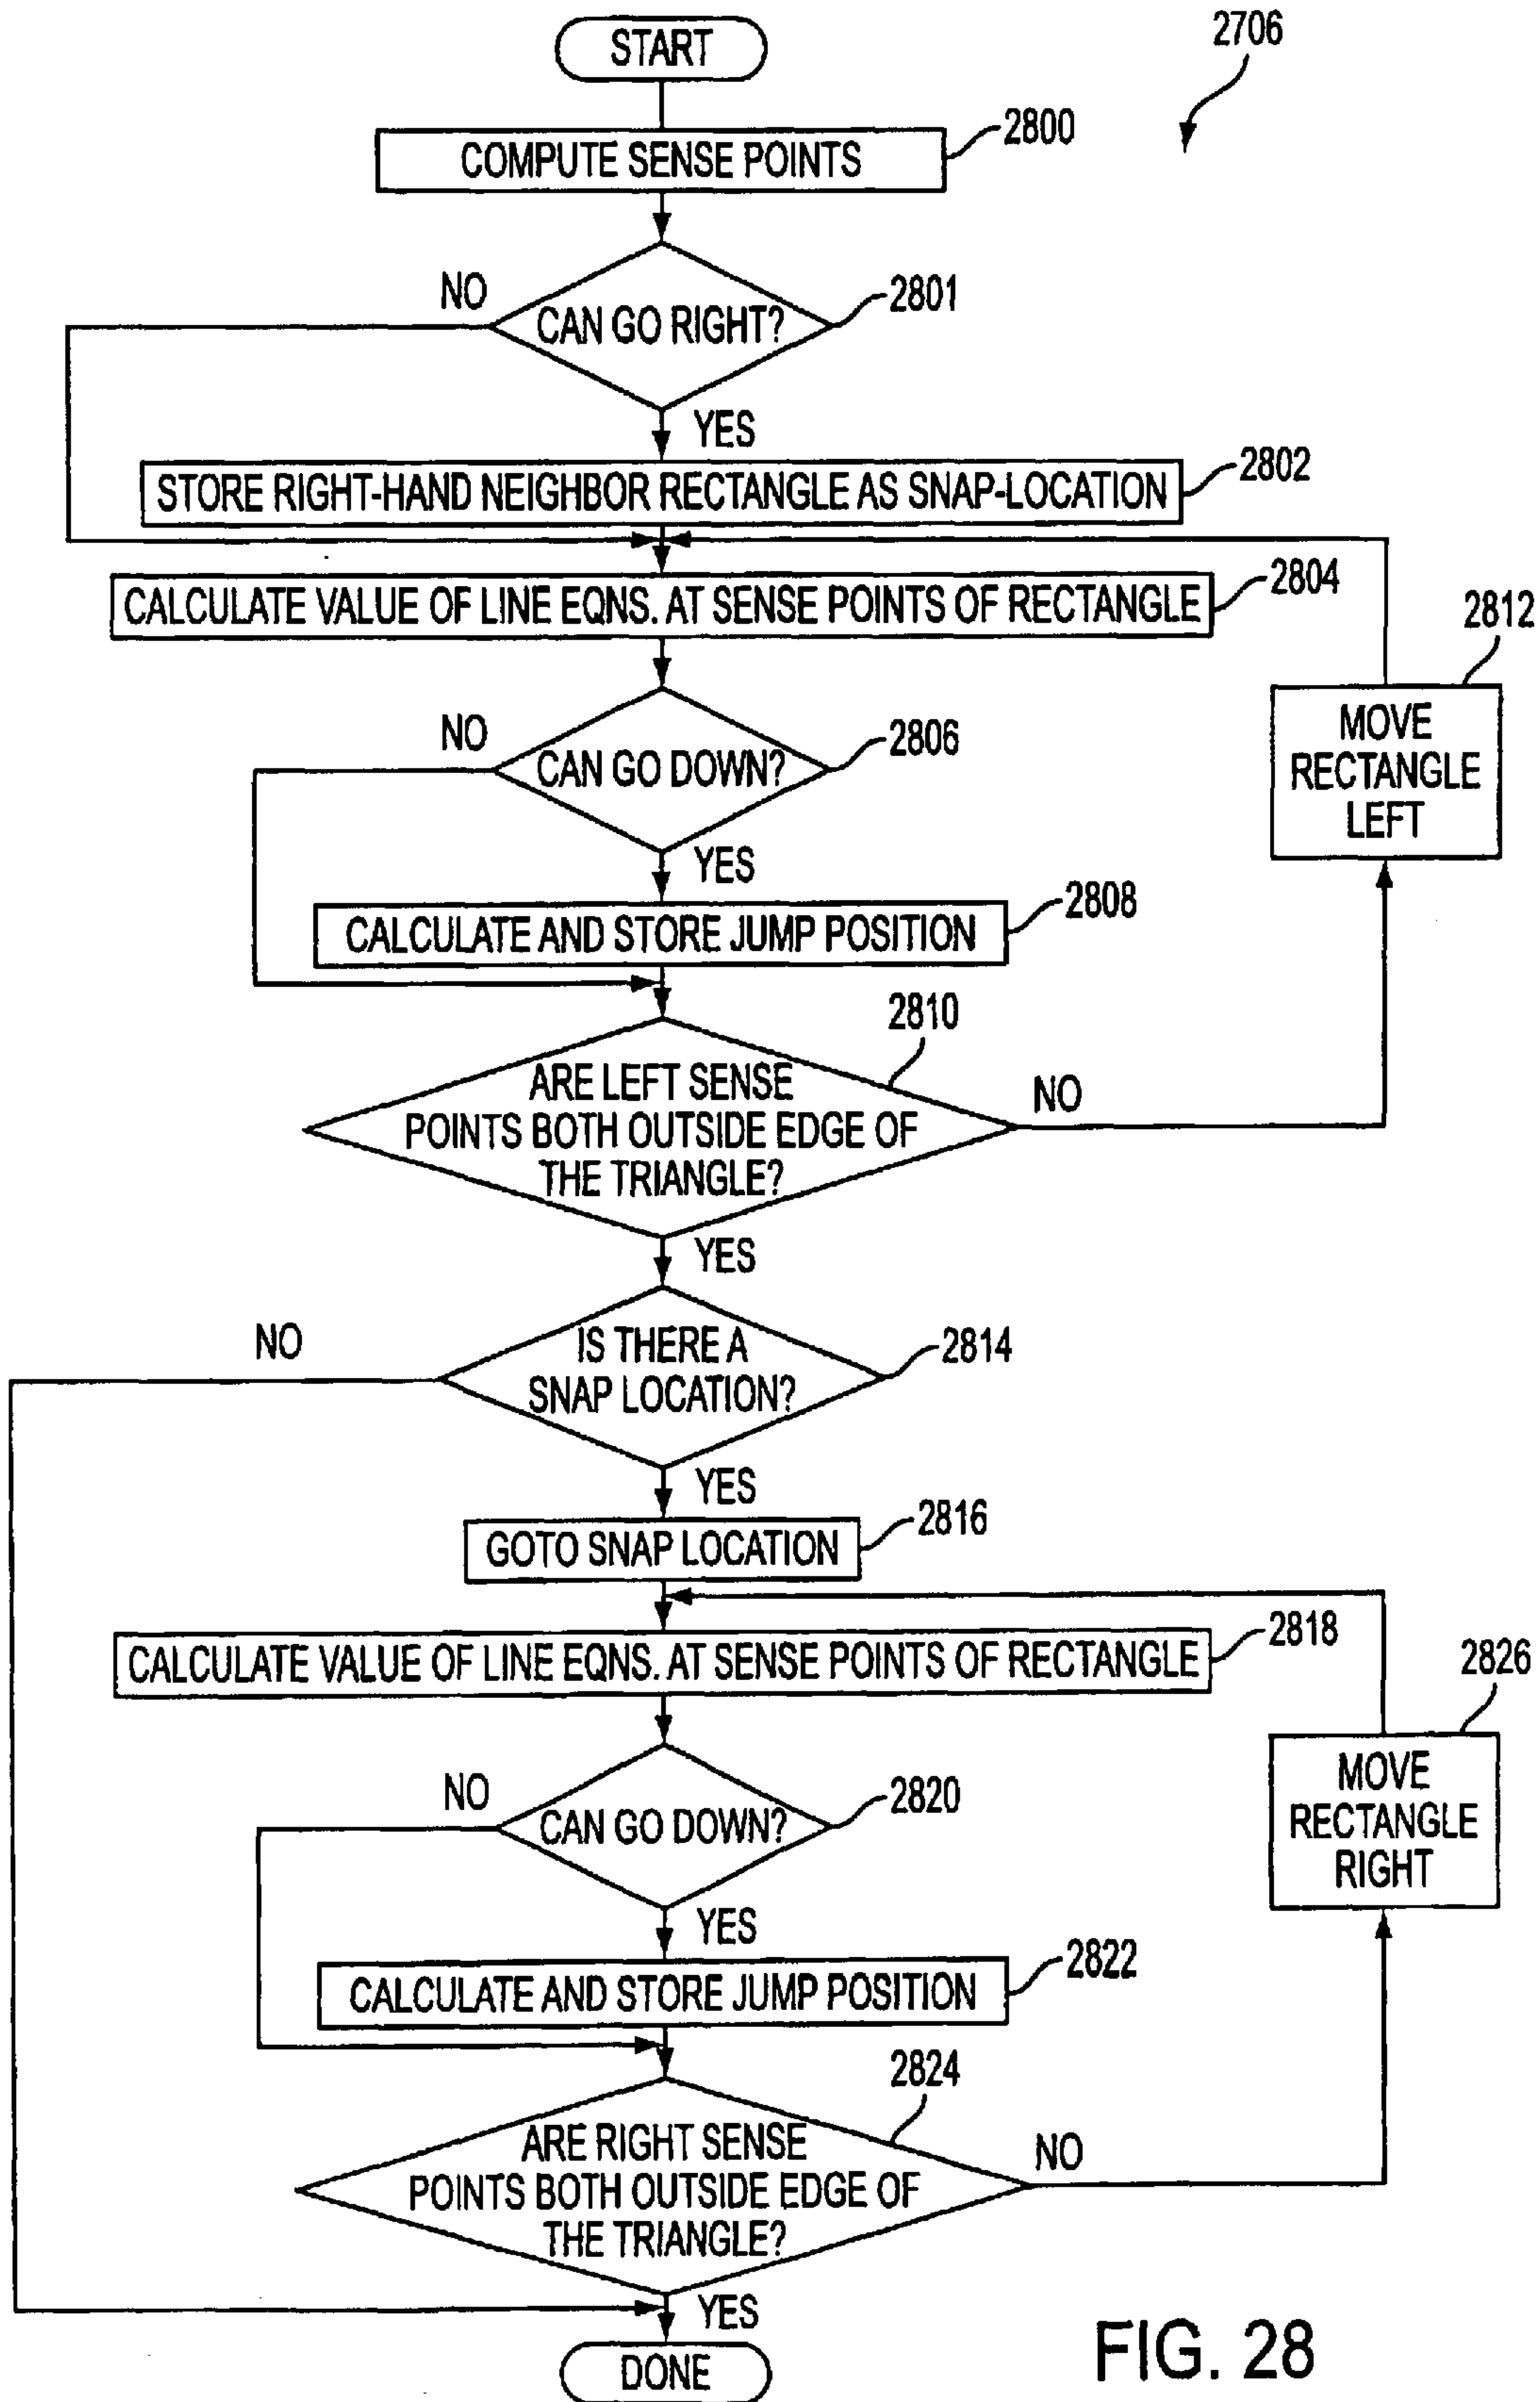 START
2706
COMPUTE SENSE POINTS
2800
NO
CAN GO RIGHT?
2801
YES
STORE RIGHT-HAND NEIGHBOR RECTANGLE AS SNAP-LOCATION
2802
CALCULATE VALUE OF LINE EQNS. AT SENSE POINTS OF RECTANGLE
2804
2812
MOVE
RECTANGLE
LEFT
NO
CAN GO DOWN?
2806
YES
CALCULATE AND STORE JUMP POSITION
2808
2810
ARE LEFT SENSE
POINTS BOTH OUTSIDE EDGE OF
THE TRIANGLE?
NO
YES
NO
IS THERE A
SNAP LOCATION?
2814
YES
GOTO SNAP LOCATION
2816
CALCULATE VALUE OF LINE EQNS. AT SENSE POINTS OF RECTANGLE
2818
2826
MOVE
RECTANGLE
RIGHT
NO
CAN GO DOWN?
2820
YES
CALCULATE AND STORE JUMP POSITION
2822
2824
ARE RIGHT SENSE
POINTS BOTH OUTSIDE EDGE OF
THE TRIANGLE?
NO
YES
DONE
FIG. 28